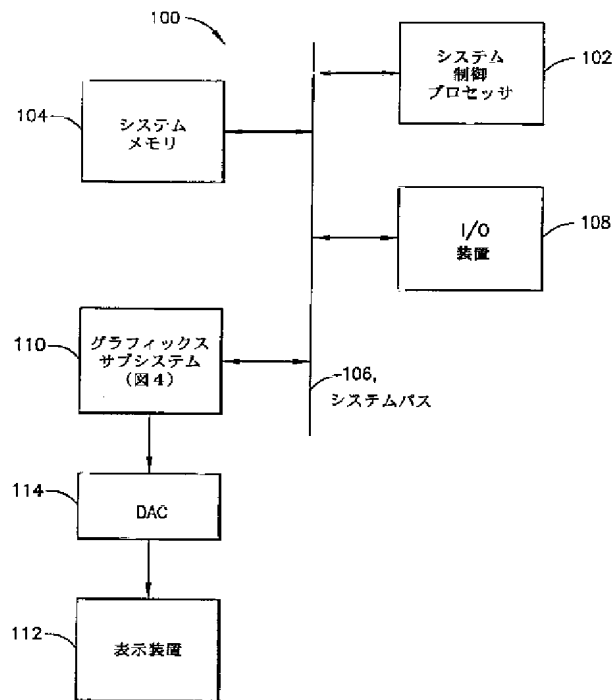 100
システム
制御
プロセッサ
102
104
システム
メモリ
I/O
装置
108
110
グラフィックス
サブシステム
(図4)
106,
システムバス
114
DAC
112
表示装置